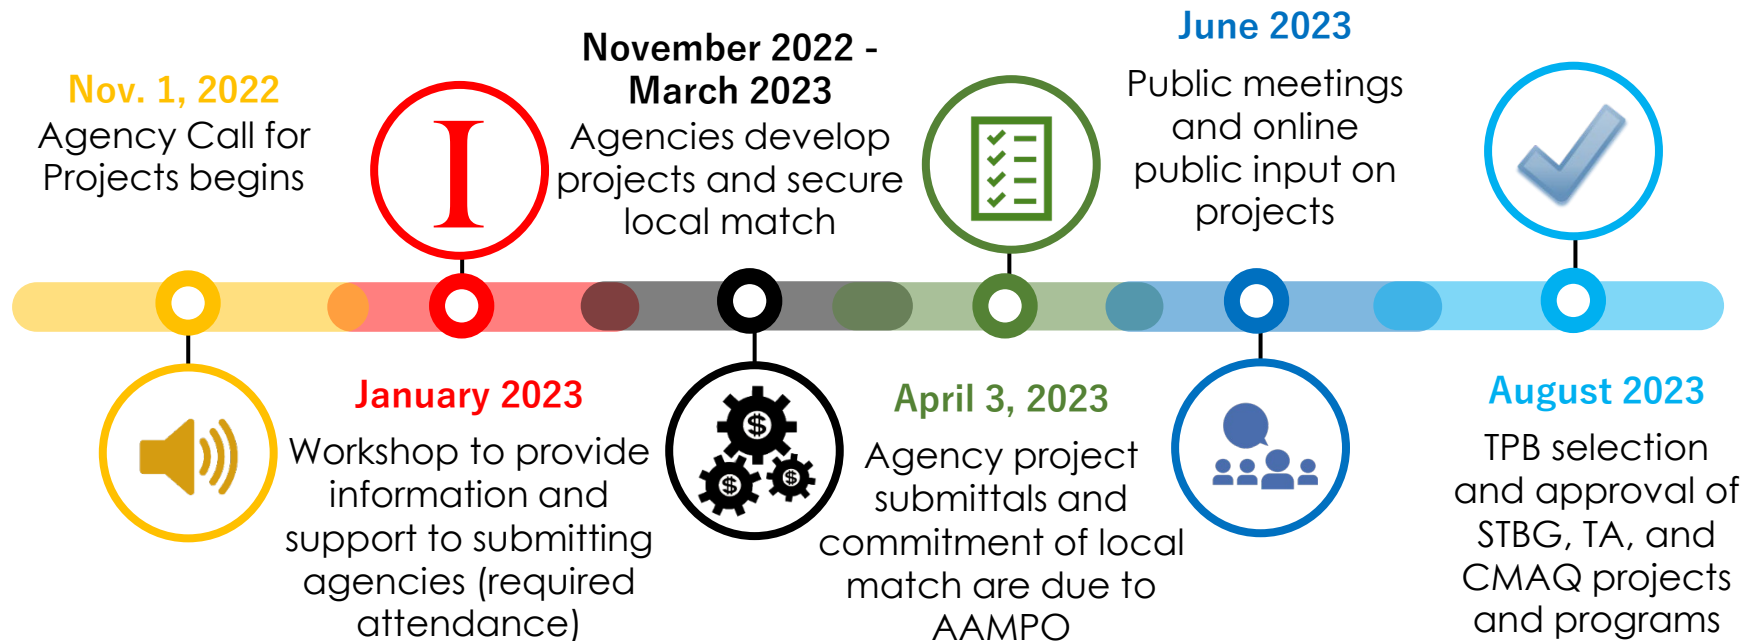 Nov. 1, 2022
Agency Call for
Projects begins
I
January 2023
Workshop to provide
information and
support to submitting
agencies (required
attendance)
November 2022 -
March 2023
Agencies develop
projects and secure
local match
$
$
$
April 3, 2023
Agency project
submittals and
commitment of local
match are due to
AAMPO
June 2023
Public meetings
and online
public input on
projects
August 2023
TPB selection
and approval of
STBG, TA, and
CMAQ projects
and programs